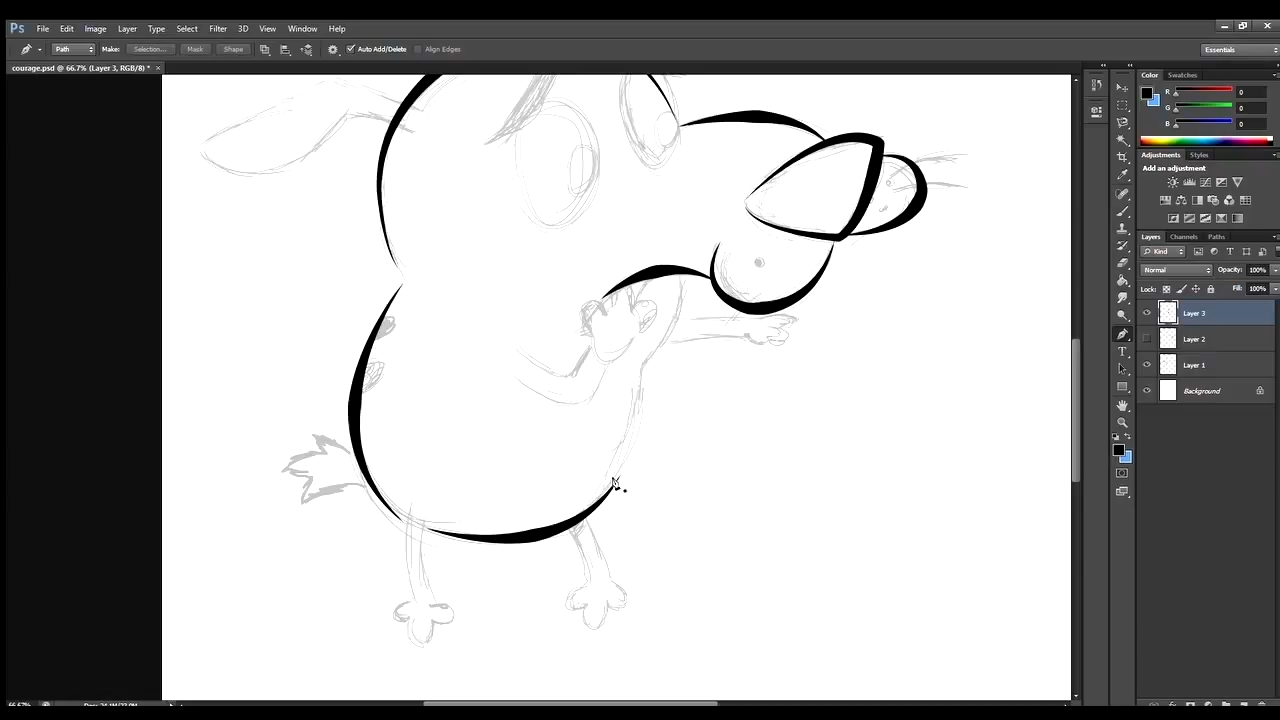 Ps File Edit Image Layer Type Select Filter 3D View Window Help
Path Make: Selection... Mask Shape Auto Add/Delete Align Edges Essentials
courage.psd @ 66.7% (Layer 3, RGB/8) *
Color Swatches
R 0
G 0
B 0
Adjustments Styles
Add an adjustment
Layers Channels Paths
Kind
Normal Opacity: 100%
Lock: Fill: 100%
Layer 3
Layer 2
Layer 1
Background